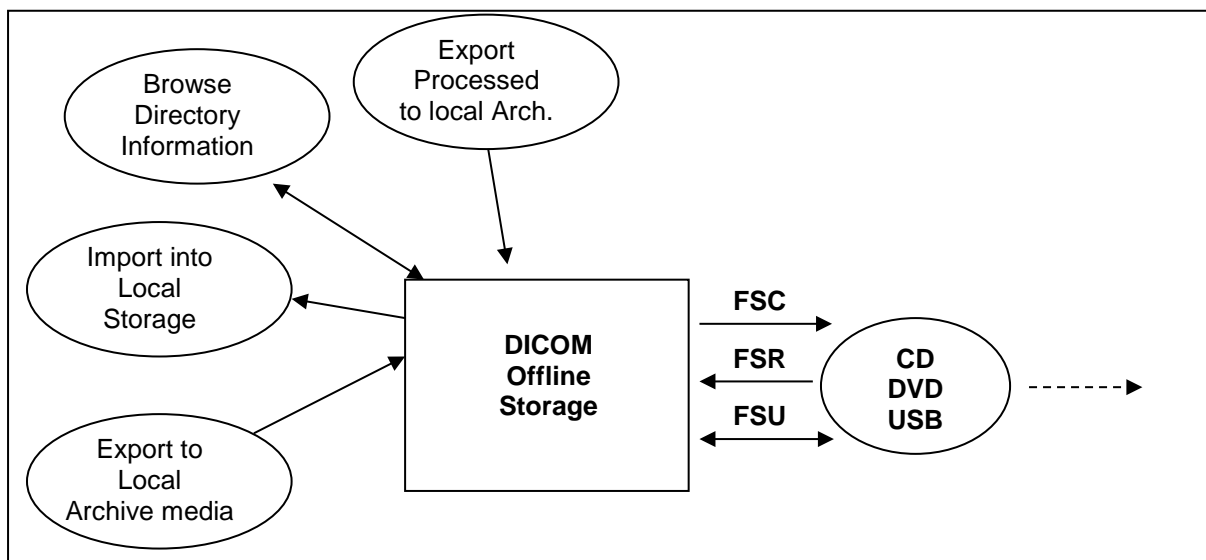 Export
Processed
to local Arch.
Browse
Directory
Information
Import into
Local
Storage
Export to
Local
Archive media
DICOM
Offline
Storage
FSC
FSR
FSU
CD
DVD
USB